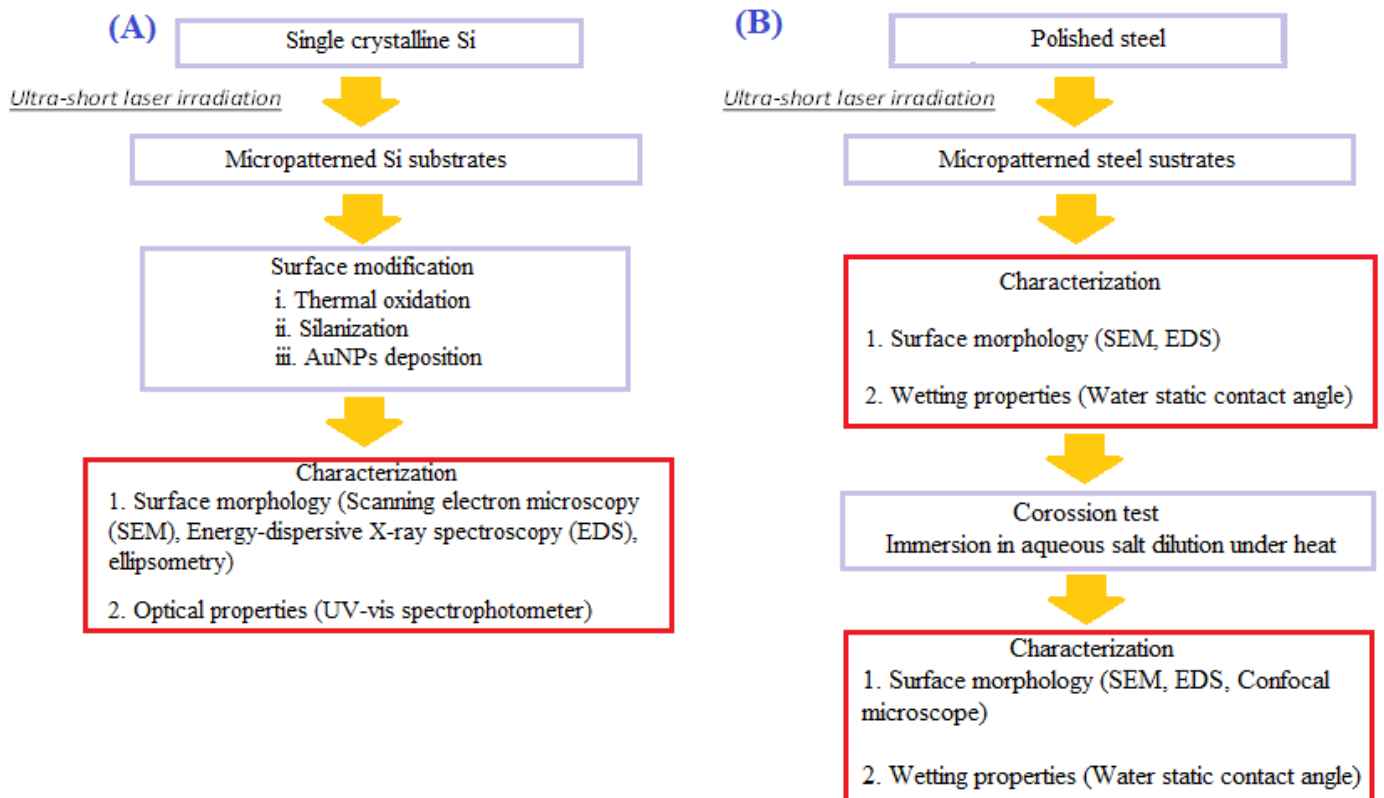 (A)
Single crystalline Si
Ultra-short laser irradiation
Micropatterned Si substrates
Surface modification
i. Thermal oxidation
ii. Silanization
iii. AuNPs deposition
Characterization
1. Surface morphology (Scanning electron microscopy
(SEM), Energy-dispersive X-ray spectroscopy (EDS),
ellipsometry)
2. Optical properties (UV-vis spectrophotometer)
(B)
Polished steel
Ultra-short laser irradiation
Micropatterned steel sustrates
Characterization
1. Surface morphology (SEM, EDS)
2. Wetting properties (Water static contact angle)
Corossion test
Immersion in aqueous salt dilution under heat
Characterization
1. Surface morphology (SEM, EDS, Confocal
microscope)
2. Wetting properties (Water static contact angle)